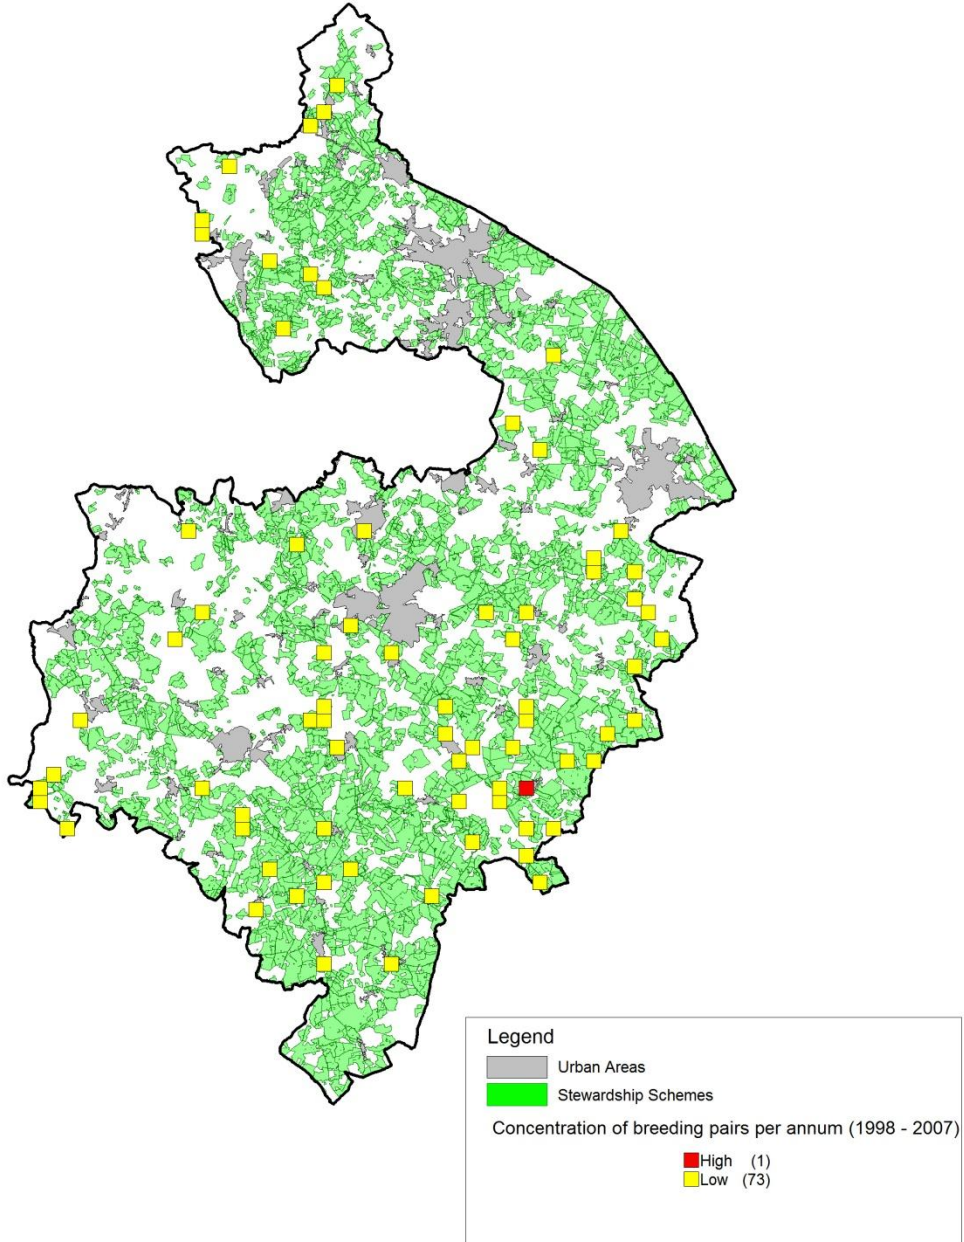 Legend
Urban Areas
Stewardship Schemes
Concentration of breeding pairs per annum (1998 - 2007)
High (1)
Low (73)